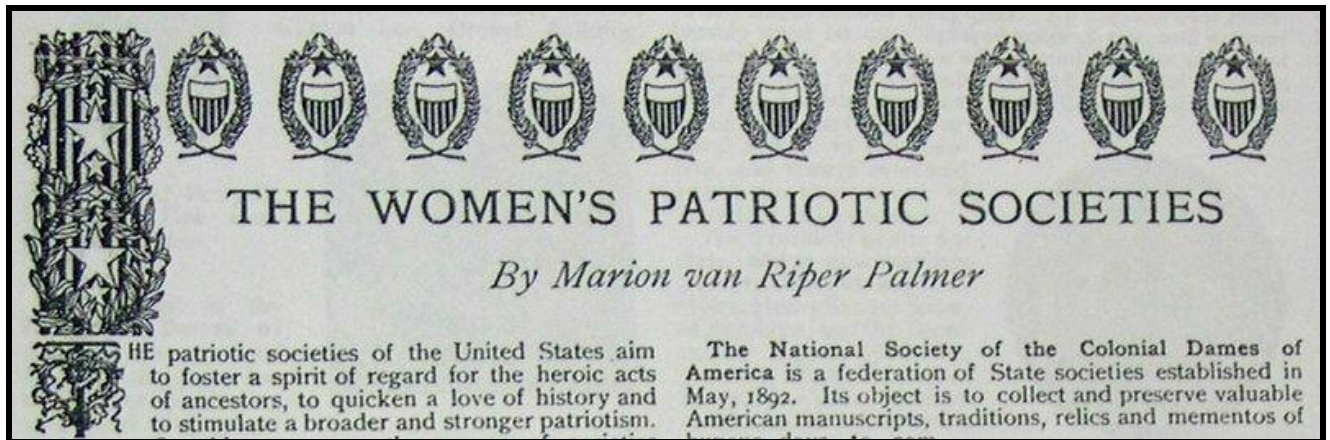 THE WOMEN'S PATRIOTIC SOCIETIES
By Marion van Riper Palmer
THE patriotic societies of the United States aim
to foster a spirit of regard for the heroic acts
of ancestors, to quicken a love of history and
to stimulate a broader and stronger patriotism.
The National Society of the Colonial Dames of
America is a federation of State societies established in
May, 1892. Its object is to collect and preserve valuable
American manuscripts, traditions, relics and mementos of